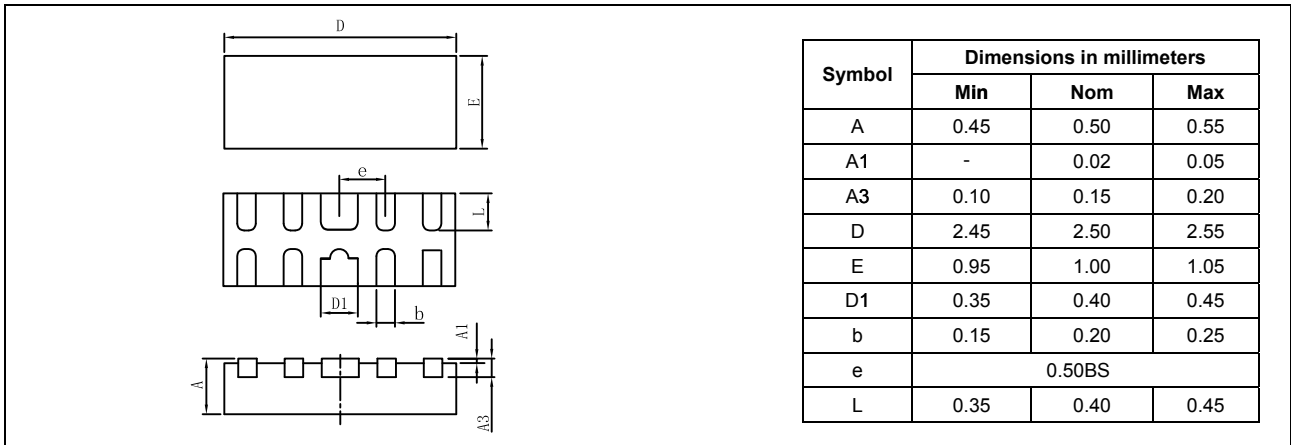 D
E
e
L
D1
b
A1
A
A3
Symbol Dimensions in millimeters
Min Nom Max
A 0.45 0.50 0.55
A1 - 0.02 0.05
A3 0.10 0.15 0.20
D 2.45 2.50 2.55
E 0.95 1.00 1.05
D1 0.35 0.40 0.45
b 0.15 0.20 0.25
e 0.50BS
L 0.35 0.40 0.45